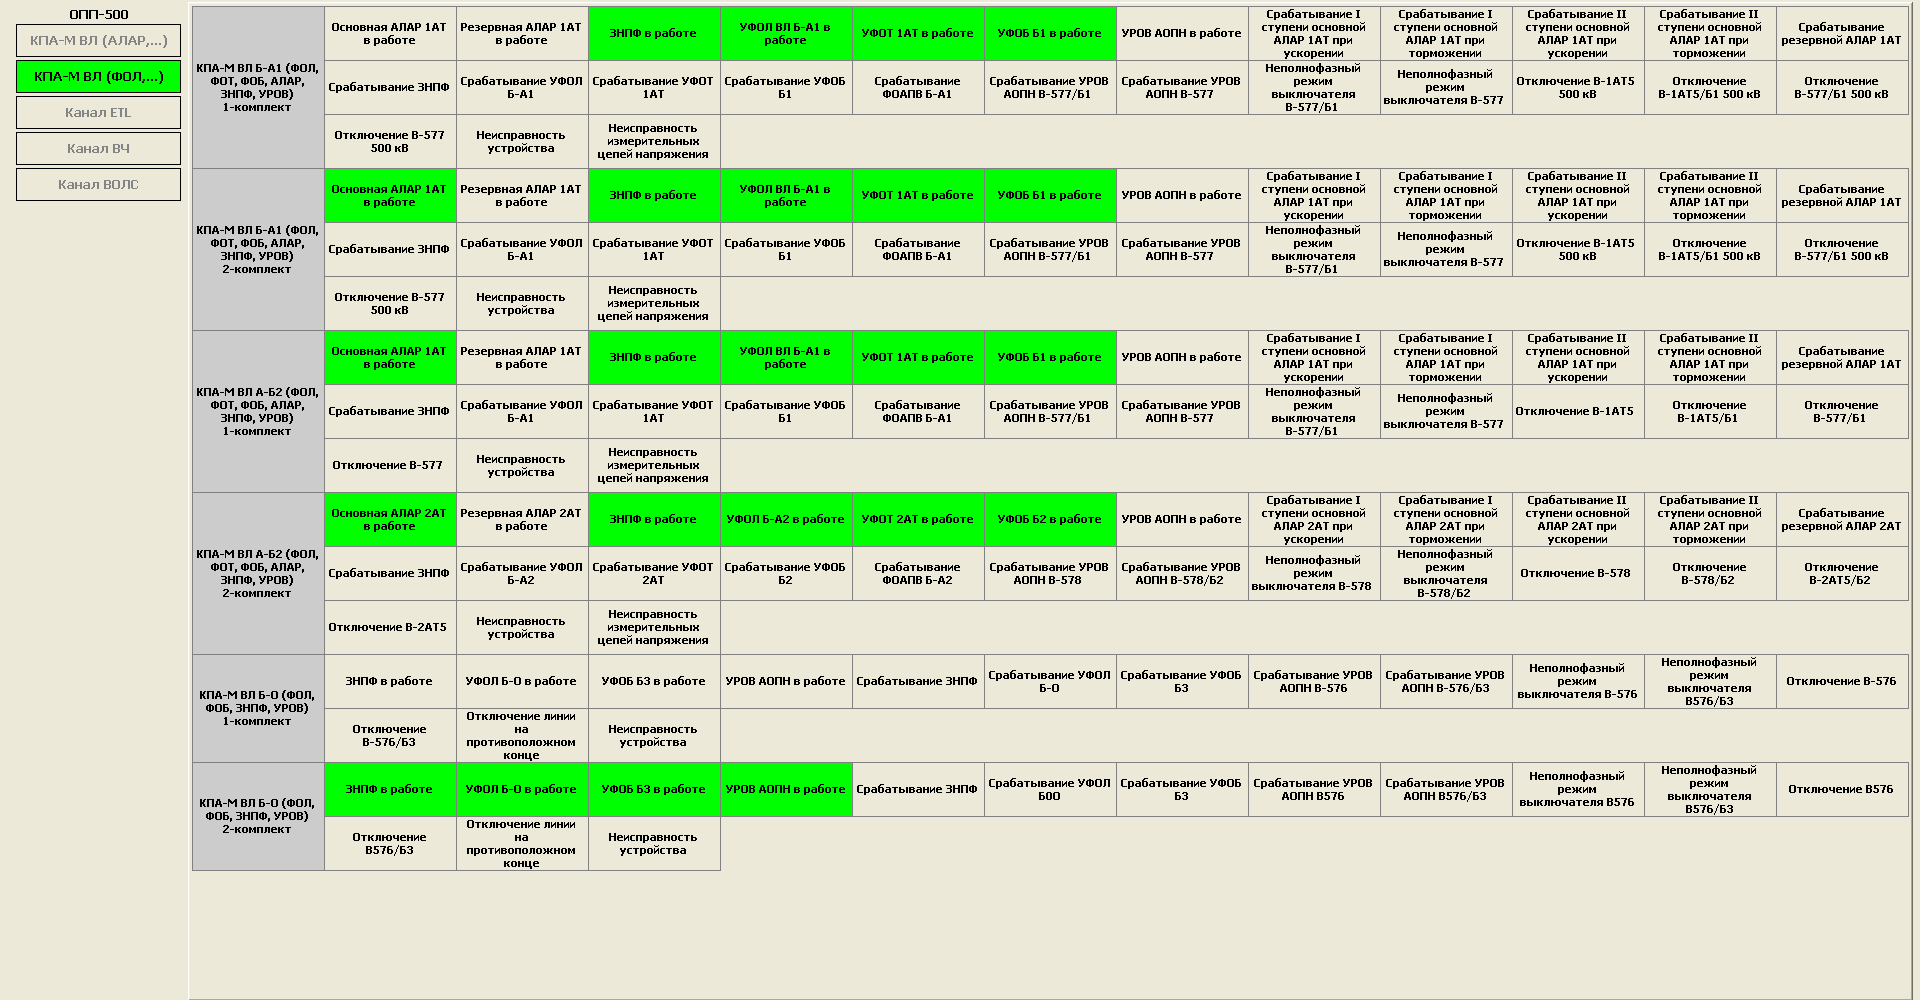 ОПП-500
КПА-М ВЛ (АЛАР,...)
КПА-М ВЛ (ФОЛ,...)
Канал ETL
Канал ВЧ
Канал ВОЛС
КПА-М ВЛ Б-А1 (ФОЛ,
ФОТ, ФОБ, АЛАР,
ЗНПФ, УРОВ)
1-комплект
Основная АЛАР 1АТ
в работе
Резервная АЛАР 1АТ
в работе
ЗНПФ в работе
УФОЛ ВЛ Б-А1 в
работе
УФОТ 1АТ в работе
УФОБ Б1 в работе
УРОВ АОПН в работе
Срабатывание I
ступени основной
АЛАР 1АТ при
ускорении
Срабатывание I
ступени основной
АЛАР 1АТ при
торможении
Срабатывание II
ступени основной
АЛАР 1АТ при
ускорении
Срабатывание II
ступени основной
АЛАР 1АТ при
торможении
Срабатывание
резервной АЛАР 1АТ
Срабатывание ЗНПФ
Срабатывание УФОЛ
Б-А1
Срабатывание УФОТ
1АТ
Срабатывание УФОБ
Б1
Срабатывание
ФОАПВ Б-А1
Срабатывание УРОВ
АОПН В-577/Б1
Срабатывание УРОВ
АОПН В-577
Неполнофазный
режим
выключателя
В-577/Б1
Неполнофазный
режим
выключателя В-577
Отключение В-1АТ5
500 кВ
Отключение
В-1АТ5/Б1 500 кВ
Отключение
В-577/Б1 500 кВ
Отключение В-577
500 кВ
Неисправность
устройства
Неисправность
измерительных
цепей напряжения
КПА-М ВЛ Б-А1 (ФОЛ,
ФОТ, ФОБ, АЛАР,
ЗНПФ, УРОВ)
2-комплект
Основная АЛАР 1АТ
в работе
Резервная АЛАР 1АТ
в работе
ЗНПФ в работе
УФОЛ ВЛ Б-А1 в
работе
УФОТ 1АТ в работе
УФОБ Б1 в работе
УРОВ АОПН в работе
Срабатывание I
ступени основной
АЛАР 1АТ при
ускорении
Срабатывание I
ступени основной
АЛАР 1АТ при
торможении
Срабатывание II
ступени основной
АЛАР 1АТ при
ускорении
Срабатывание II
ступени основной
АЛАР 1АТ при
торможении
Срабатывание
резервной АЛАР 1АТ
Срабатывание ЗНПФ
Срабатывание УФОЛ
Б-А1
Срабатывание УФОТ
1АТ
Срабатывание УФОБ
Б1
Срабатывание
ФОАПВ Б-А1
Срабатывание УРОВ
АОПН В-577/Б1
Срабатывание УРОВ
АОПН В-577
Неполнофазный
режим
выключателя
В-577/Б1
Неполнофазный
режим
выключателя В-577
Отключение В-1АТ5
500 кВ
Отключение
В-1АТ5/Б1 500 кВ
Отключение
В-577/Б1 500 кВ
Отключение В-577
500 кВ
Неисправность
устройства
Неисправность
измерительных
цепей напряжения
КПА-М ВЛ А-Б2 (ФОЛ,
ФОТ, ФОБ, АЛАР,
ЗНПФ, УРОВ)
1-комплект
Основная АЛАР 1АТ
в работе
Резервная АЛАР 1АТ
в работе
ЗНПФ в работе
УФОЛ ВЛ Б-А1 в
работе
УФОТ 1АТ в работе
УФОБ Б1 в работе
УРОВ АОПН в работе
Срабатывание I
ступени основной
АЛАР 1АТ при
ускорении
Срабатывание I
ступени основной
АЛАР 1АТ при
торможении
Срабатывание II
ступени основной
АЛАР 1АТ при
ускорении
Срабатывание II
ступени основной
АЛАР 1АТ при
торможении
Срабатывание
резервной АЛАР 1АТ
Срабатывание ЗНПФ
Срабатывание УФОЛ
Б-А1
Срабатывание УФОТ
1АТ
Срабатывание УФОБ
Б1
Срабатывание
ФОАПВ Б-А1
Срабатывание УРОВ
АОПН В-577/Б1
Срабатывание УРОВ
АОПН В-577
Неполнофазный
режим
выключателя
В-577/Б1
Неполнофазный
режим
выключателя В-577
Отключение В-1АТ5
Отключение
В-1АТ5/Б1
Отключение
В-577/Б1
Отключение В-577
Неисправность
устройства
Неисправность
измерительных
цепей напряжения
КПА-М ВЛ А-Б2 (ФОЛ,
ФОТ, ФОБ, АЛАР,
ЗНПФ, УРОВ)
2-комплект
Основная АЛАР 2АТ
в работе
Резервная АЛАР 2АТ
в работе
ЗНПФ в работе
УФОЛ Б-А2 в работе
УФОТ 2АТ в работе
УФОБ Б2 в работе
УРОВ АОПН в работе
Срабатывание I
ступени основной
АЛАР 2АТ при
ускорении
Срабатывание I
ступени основной
АЛАР 2АТ при
торможении
Срабатывание II
ступени основной
АЛАР 2АТ при
ускорении
Срабатывание II
ступени основной
АЛАР 2АТ при
торможении
Срабатывание
резервной АЛАР 2АТ
Срабатывание ЗНПФ
Срабатывание УФОЛ
Б-А2
Срабатывание УФОТ
2АТ
Срабатывание УФОБ
Б2
Срабатывание
ФОАПВ Б-А2
Срабатывание УРОВ
АОПН В-578
Срабатывание УРОВ
АОПН В-578/Б2
Неполнофазный
режим
выключателя В-578
Неполнофазный
режим
выключателя
В-578/Б2
Отключение В-578
Отключение
В-578/Б2
Отключение
В-2АТ5/Б2
Отключение В-2АТ5
Неисправность
устройства
Неисправность
измерительных
цепей напряжения
КПА-М ВЛ Б-О (ФОЛ,
ФОБ, ЗНПФ, УРОВ)
1-комплект
ЗНПФ в работе
УФОЛ Б-О в работе
УФОБ Б3 в работе
УРОВ АОПН в работе
Срабатывание ЗНПФ
Срабатывание УФОЛ
Б-О
Срабатывание УФОБ
Б3
Срабатывание УРОВ
АОПН В-576
Срабатывание УРОВ
АОПН В-576/Б3
Неполнофазный
режим
выключателя В-576
Неполнофазный
режим
выключателя
В576/Б3
Отключение В-576
Отключение
В-576/Б3
Отключение линии
на
противоположном
конце
Неисправность
устройства
КПА-М ВЛ Б-О (ФОЛ,
ФОБ, ЗНПФ, УРОВ)
2-комплект
ЗНПФ в работе
УФОЛ Б-О в работе
УФОБ Б3 в работе
УРОВ АОПН в работе
Срабатывание ЗНПФ
Срабатывание УФОЛ
Б0О
Срабатывание УФОБ
Б3
Срабатывание УРОВ
АОПН В576
Срабатывание УРОВ
АОПН В576/Б3
Неполнофазный
режим
выключателя В576
Неполнофазный
режим
выключателя
В576/Б3
Отключение В576
Отключение
В576/Б3
Отключение линии
на
противоположном
конце
Неисправность
устройства